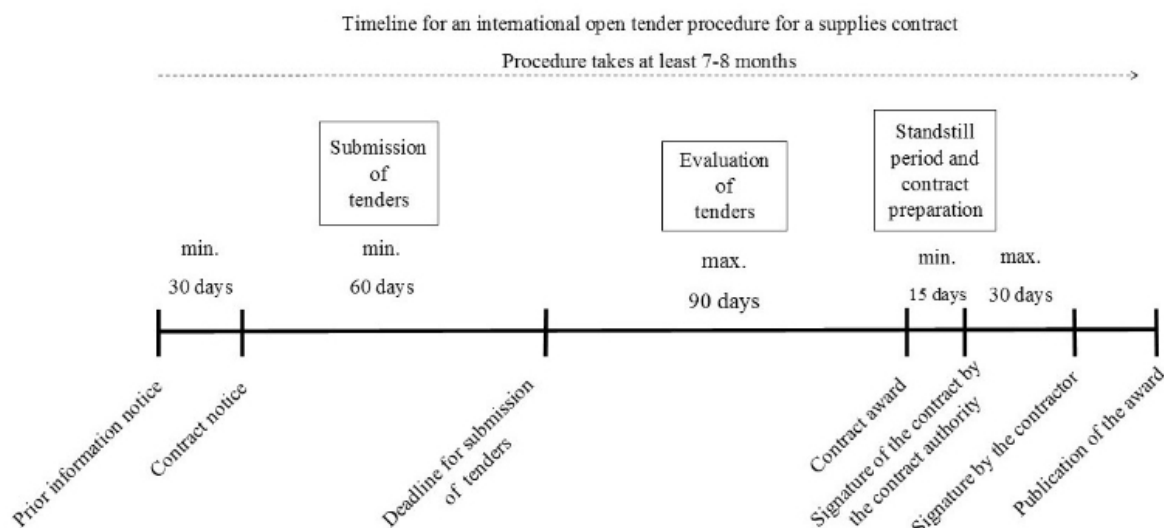 Timeline for an international open tender procedure for a supplies contract
Procedure takes at least 7-8 months
Submission
of
tenders
Evaluation
of
tenders
Standstill
period and
contract
preparation
min.
30 days
min.
60 days
max.
90 days
min.
15 days
max.
30 days
Prior information notice
Contract notice
Deadline for submission
of tenders
Contract award
Signature of the contract by
the contract authority
Signature by the contractor
Publication of the award